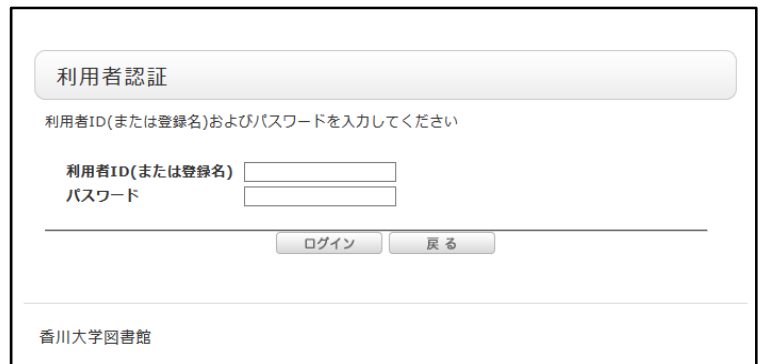 利用者認証
利用者ID(または登録名)およびパスワードを入力してください
利用者ID(または登録名)
パスワード
ログイン 戻る
香川大学図書館